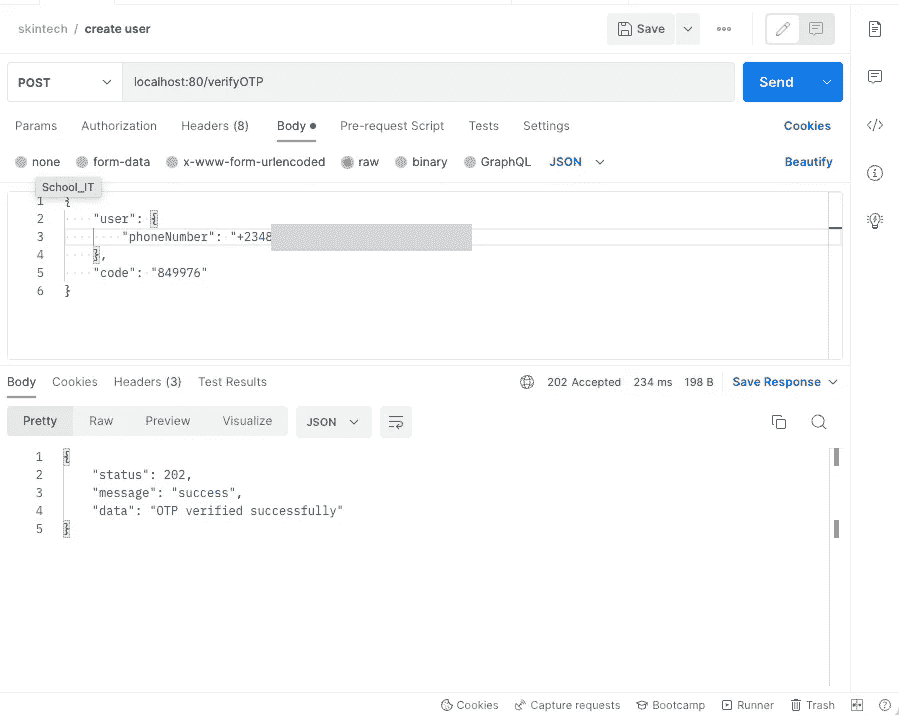 skintech / create user
Save
POST
localhost:80/verifyOTP
Send
Params Authorization Headers (8) Body Pre-request Script Tests Settings Cookies
none form-data x-www-form-urlencoded raw binary GraphQL JSON Beautify
School_IT
1 {
2 "user": {
3 "phoneNumber": "+2348
4 },
5 "code": "849976"
6 }
Body Cookies Headers (3) Test Results 202 Accepted 234 ms 198 B Save Response
Pretty Raw Preview Visualize JSON
1 {
2 "status": 202,
3 "message": "success",
4 "data": "OTP verified successfully"
5 }
Cookies Capture requests Bootcamp Runner Trash